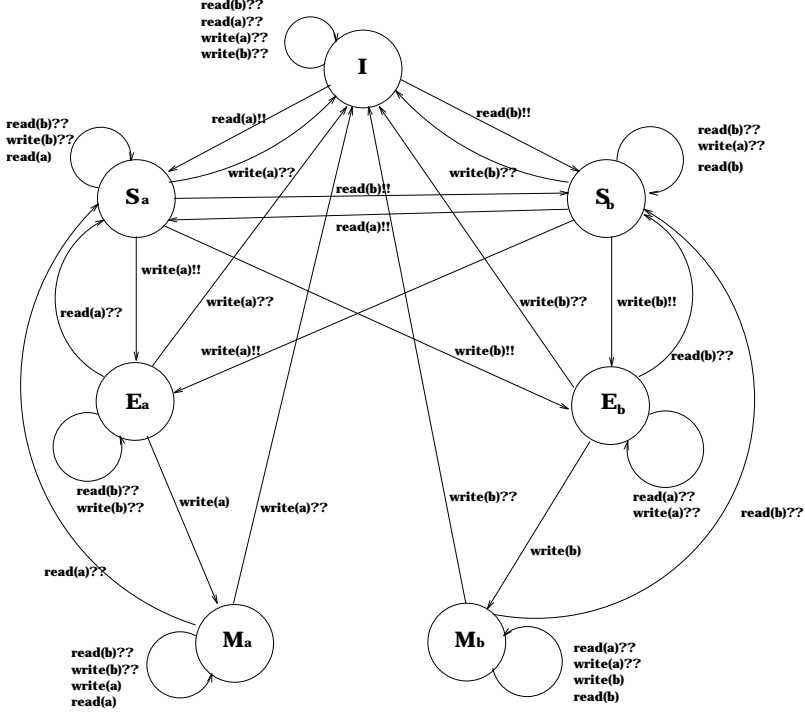 read(b)??
read(a)??
write(a)??
write(b)??
I
read(a)!!
read(b)!!
read(b)??
write(b)??
read(a)
read(b)??
write(a)??
read(b)
write(a)??
write(b)??
Sa
read(b)!!
Sb
read(a)!!
write(a)!!
write(a)??
write(b)??
write(b)!!
read(a)??
write(a)!!
write(b)!!
read(b)??
Ea
Eb
read(b)??
write(b)??
write(a)
write(a)??
write(b)??
read(a)??
write(a)??
read(b)??
write(b)
read(a)??
Ma
Mb
read(b)??
write(b)??
write(a)
read(a)
read(a)??
write(a)??
write(b)
read(b)